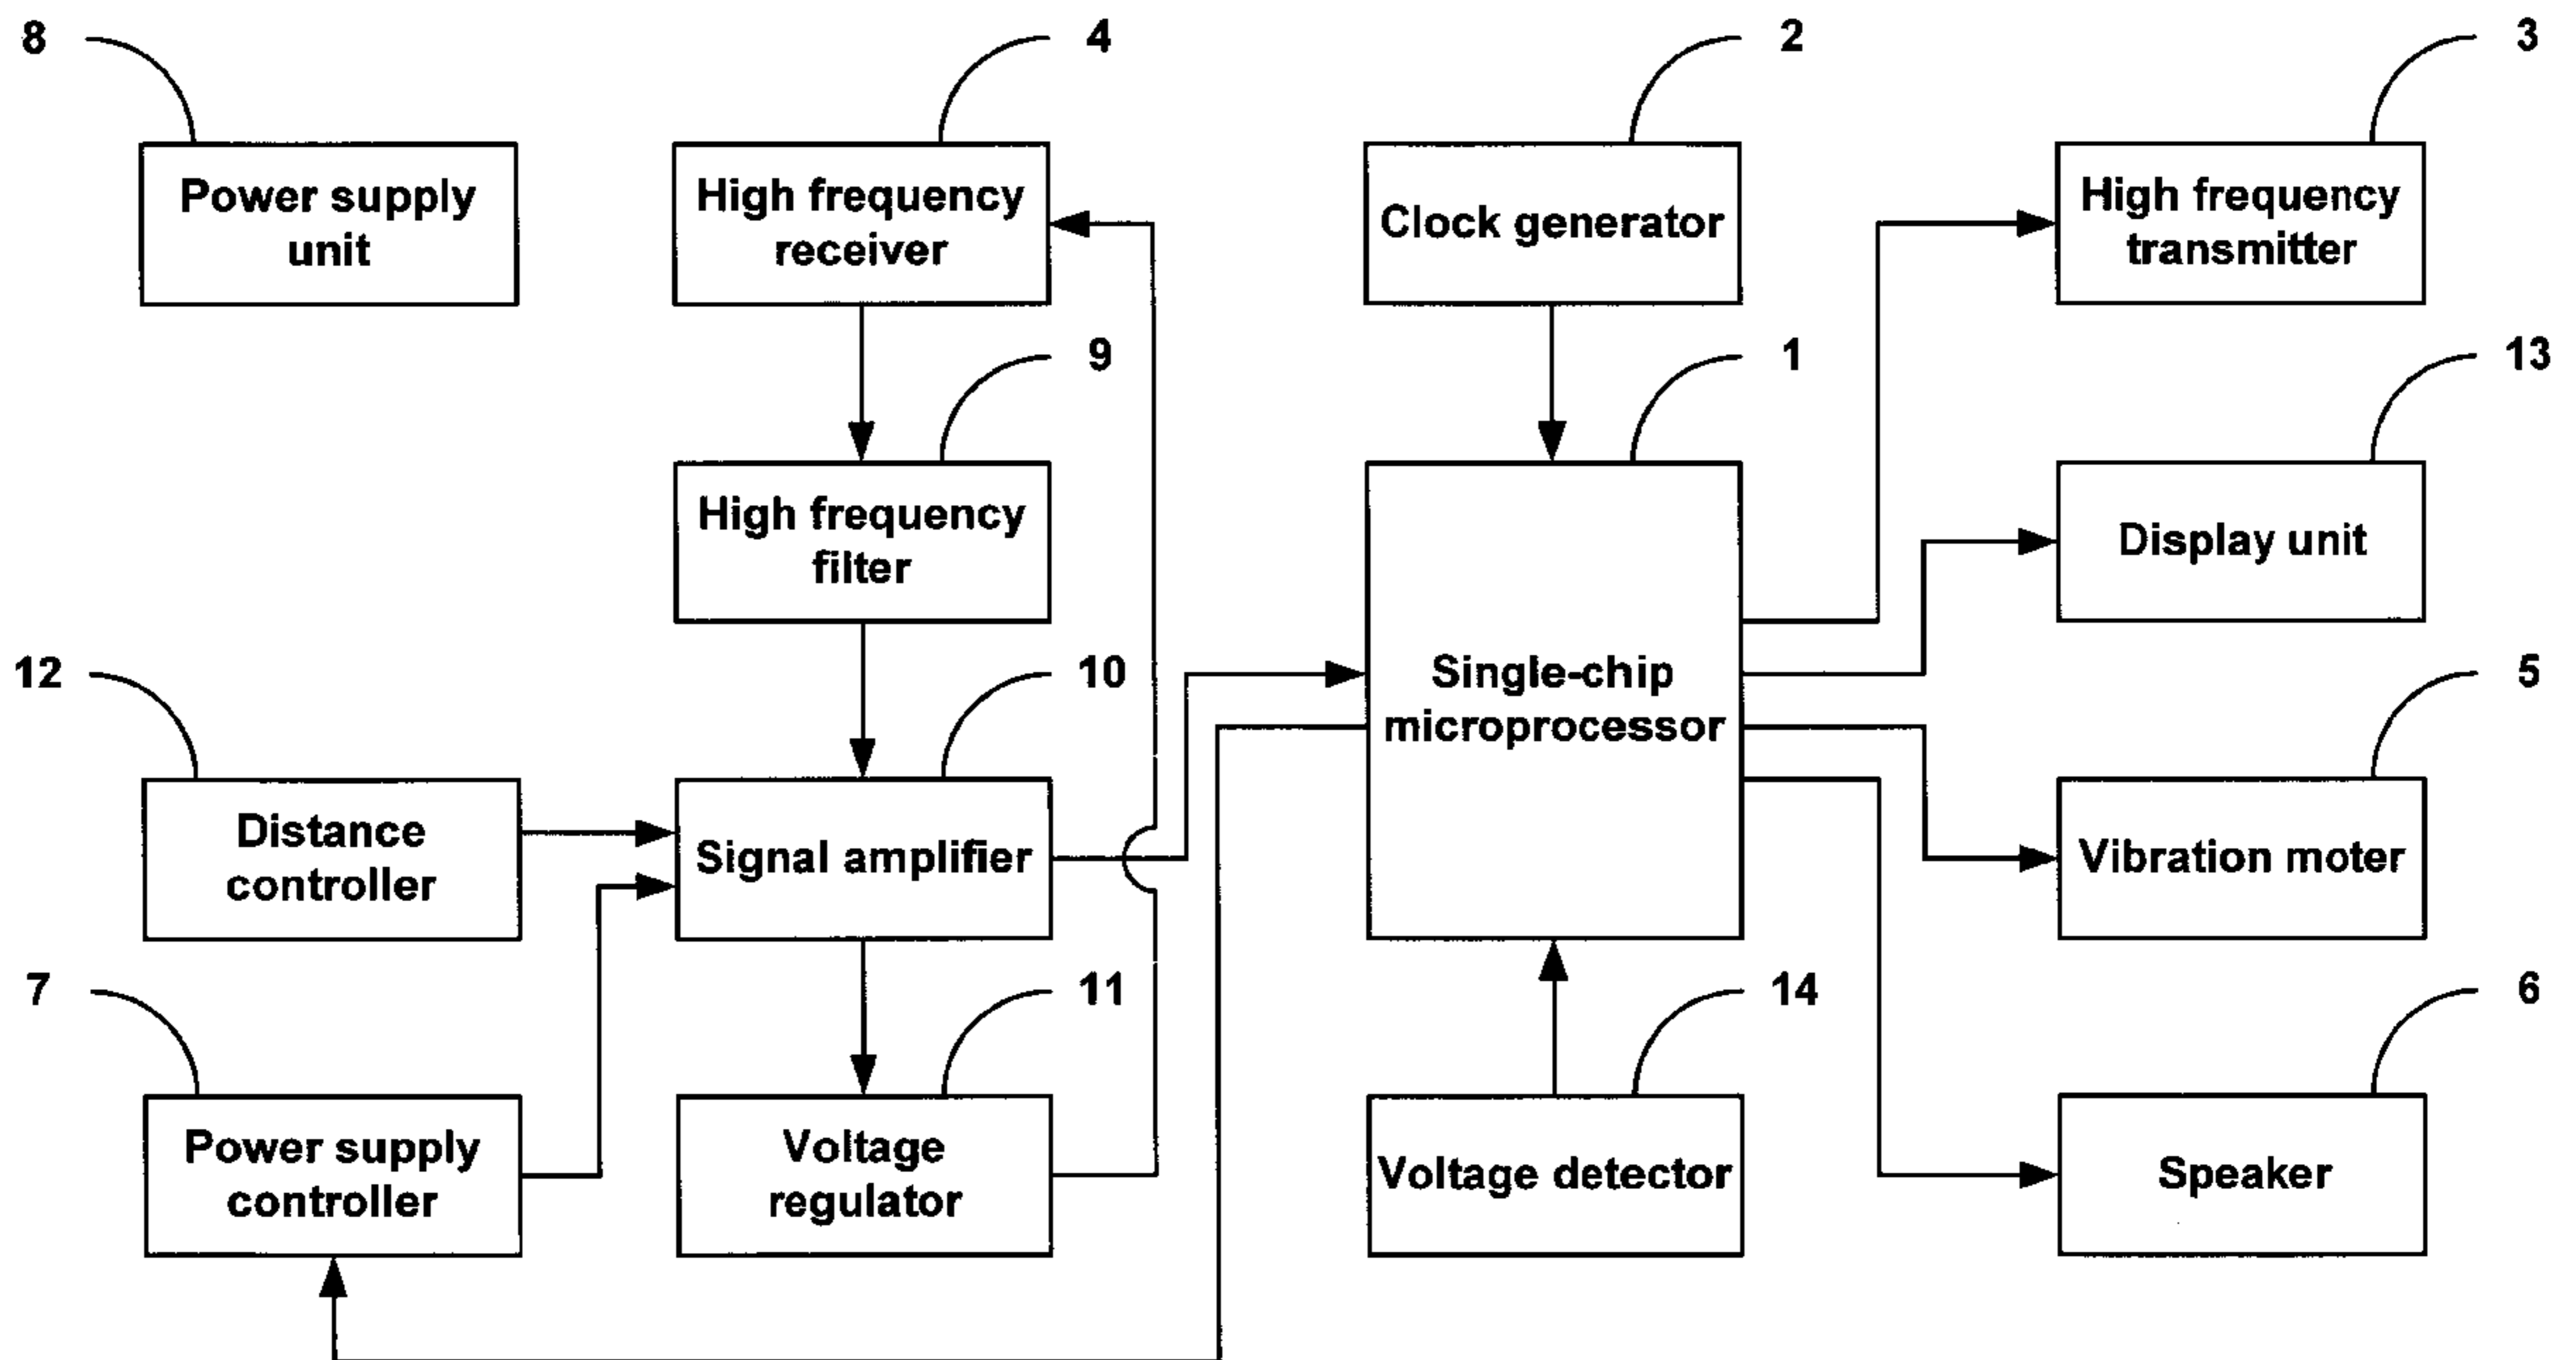 8
4
2
3
Power supply
unit
High frequency
receiver
Clock generator
High frequency
transmitter
9
1
13
High frequency
filter
Display unit
12
10
Single-chip
microprocessor
5
Distance
controller
Signal amplifier
Vibration moter
7
11
14
6
Power supply
controller
Voltage
regulator
Voltage detector
Speaker